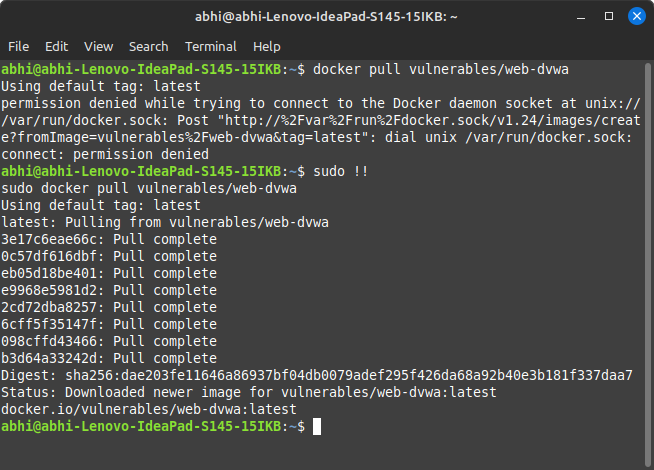 abhi@abhi-Lenovo-IdeaPad-S145-15IKB: ~
File Edit View Search Terminal Help
abhi@abhi-Lenovo-IdeaPad-S145-15IKB:~$ docker pull vulnerables/web-dvwa
Using default tag: latest
permission denied while trying to connect to the Docker daemon socket at unix://
/var/run/docker.sock: Post "http://%2Fvar%2Frun%2Fdocker.sock/v1.24/images/creat
e?fromImage=vulnerables%2Fweb-dvwa&tag=latest": dial unix /var/run/docker.sock:
connect: permission denied
abhi@abhi-Lenovo-IdeaPad-S145-15IKB:~$ sudo !!
sudo docker pull vulnerables/web-dvwa
Using default tag: latest
latest: Pulling from vulnerables/web-dvwa
3e17c6eae66c: Pull complete
0c57df616dbf: Pull complete
eb05d18be401: Pull complete
e9968e5981d2: Pull complete
2cd72dba8257: Pull complete
6cff5f35147f: Pull complete
098cffd43466: Pull complete
b3d64a33242d: Pull complete
Digest: sha256:dae203fe11646a86937bf04db0079adef295f426da68a92b40e3b181f337daa7
Status: Downloaded newer image for vulnerables/web-dvwa:latest
docker.io/vulnerables/web-dvwa:latest
abhi@abhi-Lenovo-IdeaPad-S145-15IKB:~$